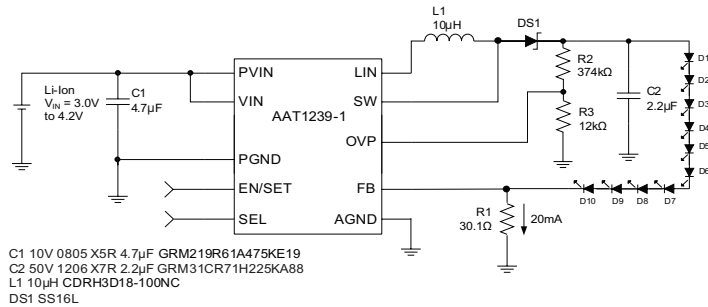 L1
10µH
DS1
PVIN
LIN
R2
374kΩ
D1
D2
Li-Ion
VIN = 3.0V
to 4.2V
C1
4.7µF
VIN
SW
C2
2.2µF
D3
AAT1239-1
R3
12kΩ
D4
OVP
D5
PGND
D6
EN/SET
FB
D10
D9
D8
D7
SEL
AGND
R1
30.1Ω
20mA
C1 10V 0805 X5R 4.7µF GRM219R61A475KE19
C2 50V 1206 X7R 2.2µF GRM31CR71H225KA88
L1 10µH CDRH3D18-100NC
DS1 SS16L